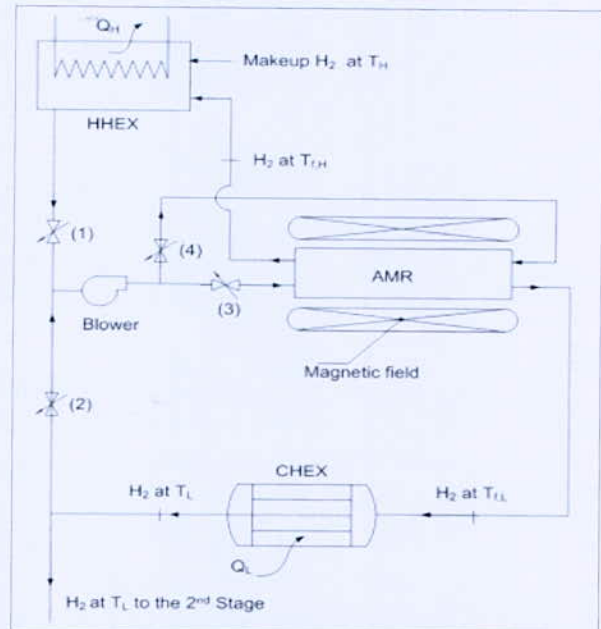 Q_H
Makeup H₂ at T_H
HHEX
H₂ at T_f,H
(1)
(4)
AMR
Blower
(3)
Magnetic field
(2)
CHEX
H₂ at T_L
H₂ at T_f,L
Q_L
H₂ at T_L to the 2nd Stage